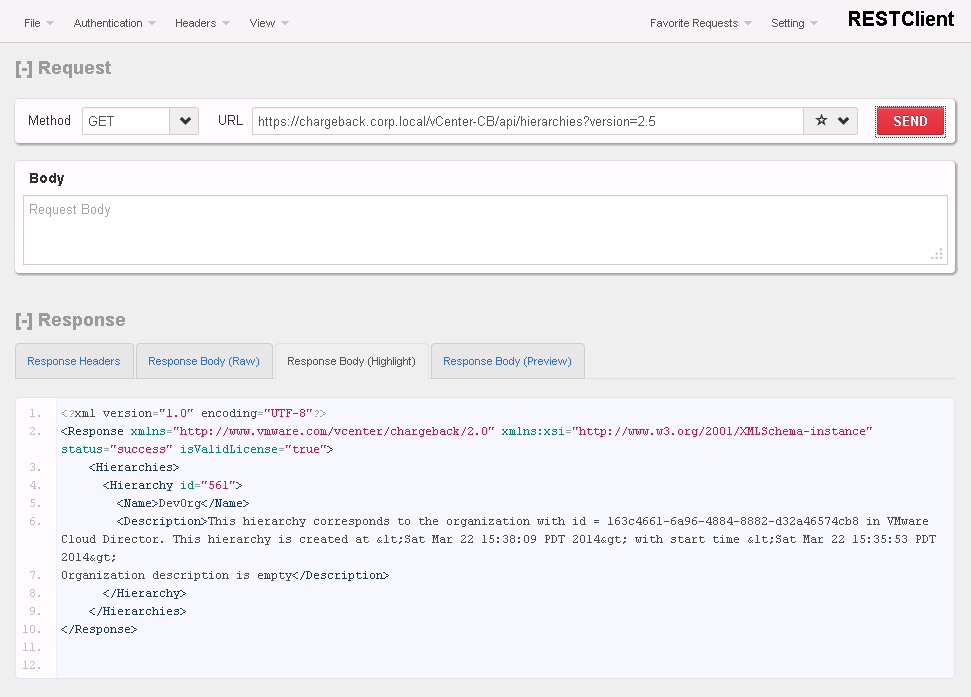 File Authentication Headers View Favorite Requests Setting RESTClient
[-] Request
Method GET URL https://chargeback.corp.local/vCenter-CB/api/hierarchies?version=2.5 SEND
Body
Request Body
[-] Response
Response Headers Response Body (Raw) Response Body (Highlight) Response Body (Preview)
1. <?xml version="1.0" encoding="UTF-8"?>
2. <Response xmlns="http://www.vmware.com/vcenter/chargeback/2.0" xmlns:xsi="http://www.w3.org/2001/XMLSchema-instance"
status="success" isValidLicense="true">
3. <Hierarchies>
4. <Hierarchy id="561">
5. <Name>DevOrg</Name>
6. <Description>This hierarchy corresponds to the organization with id = 163c4661-6a96-4884-8882-d32a46574cb8 in VMware
Cloud Director. This hierarchy is created at &lt;Sat Mar 22 15:38:09 PDT 2014&gt; with start time &lt;Sat Mar 22 15:35:53 PDT
2014&gt;
7. Organization description is empty</Description>
8. </Hierarchy>
9. </Hierarchies>
10. </Response>
11.
12.